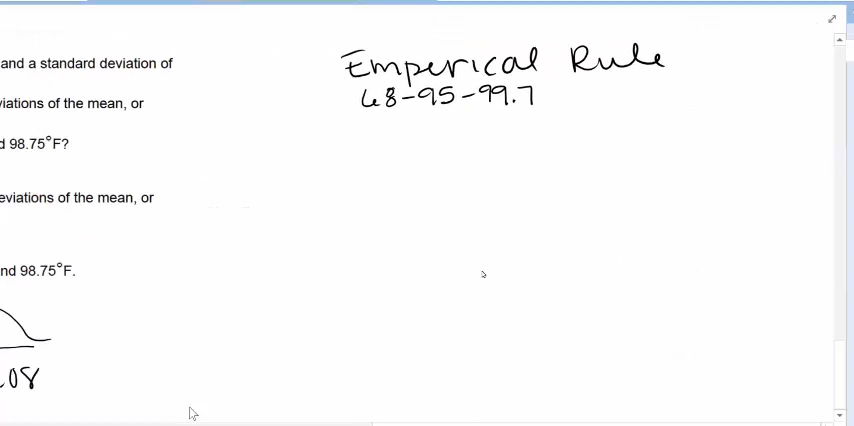 and a standard deviation of
viations of the mean, or
d 98.75°F?
eviations of the mean, or
nd 98.75°F.
.08
Emperical Rule
68-95-99.7